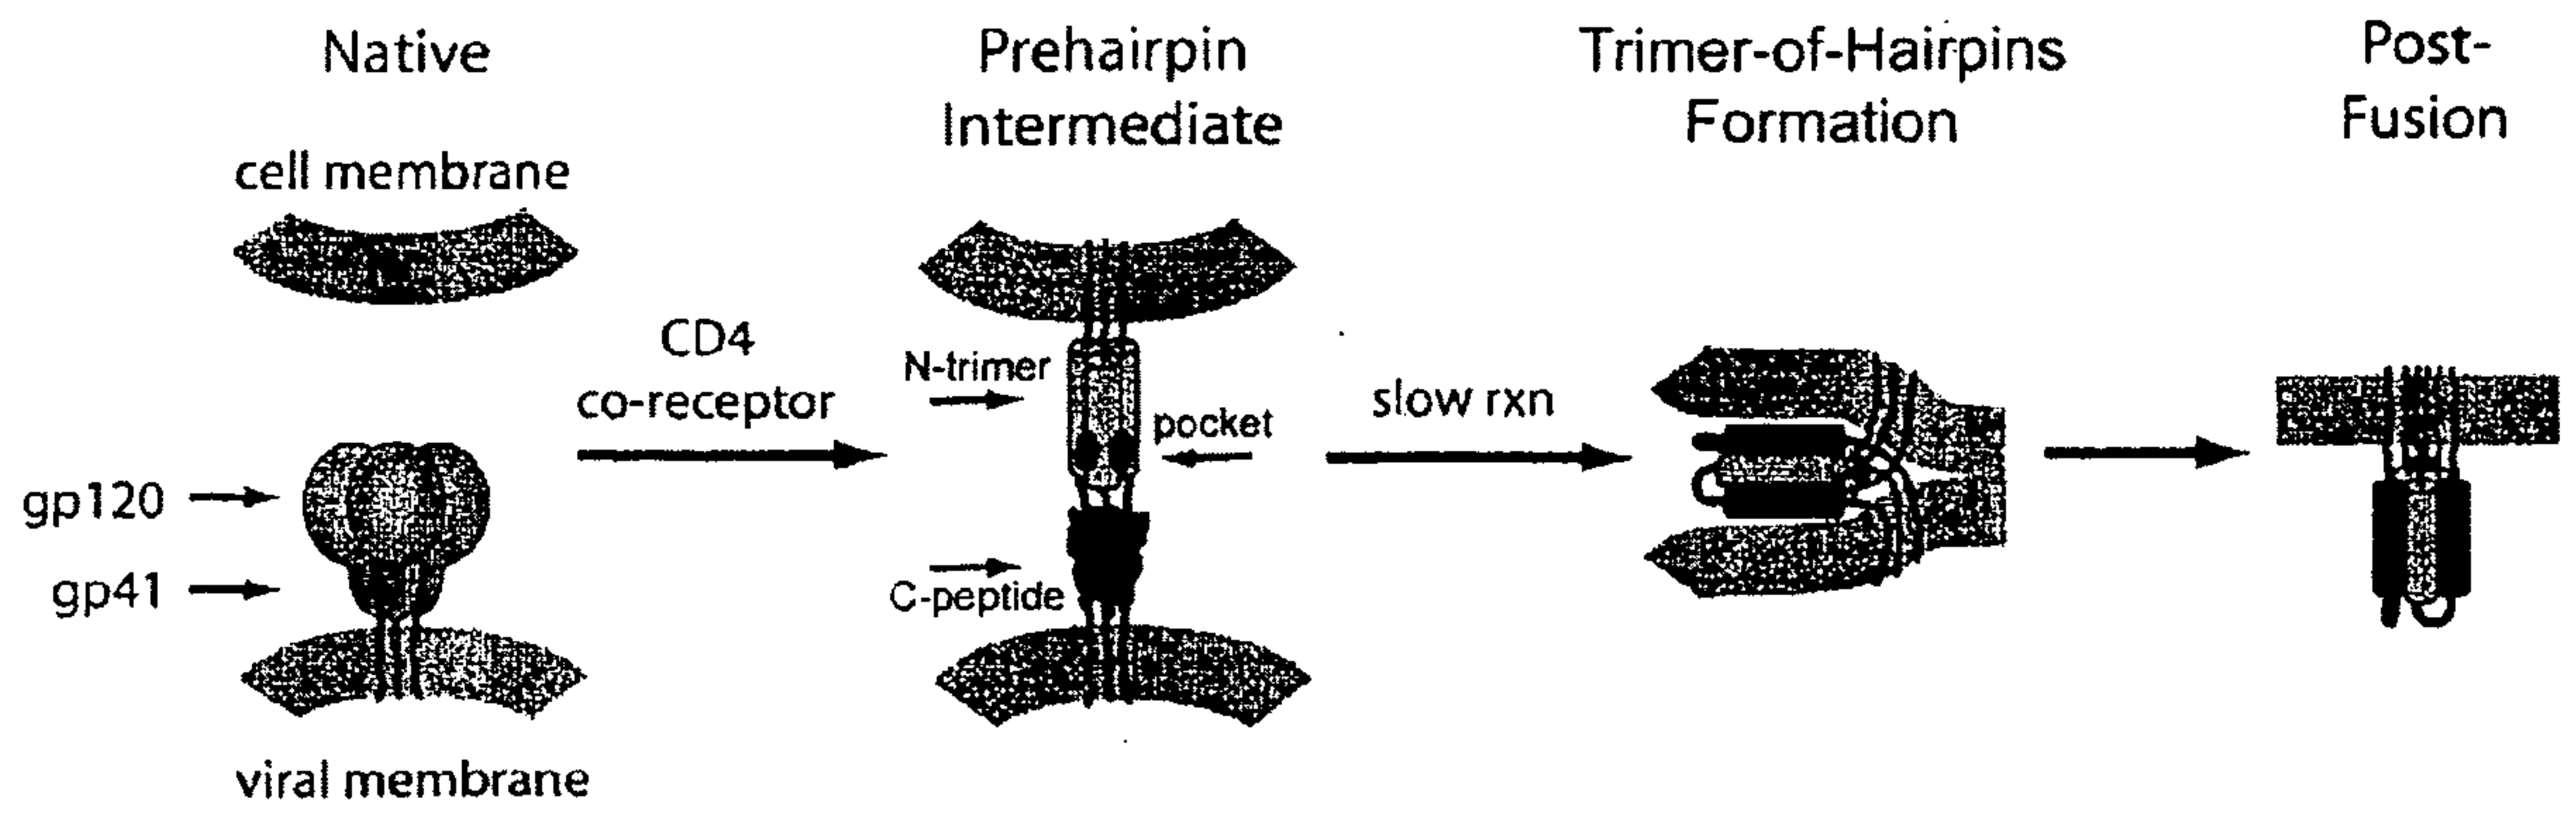 Native
cell membrane
gp120
gp41
viral membrane
CD4
co-receptor
Prehairpin
Intermediate
N-trimer
pocket
C-peptide
slow rxn
Trimer-of-Hairpins
Formation
Post-
Fusion